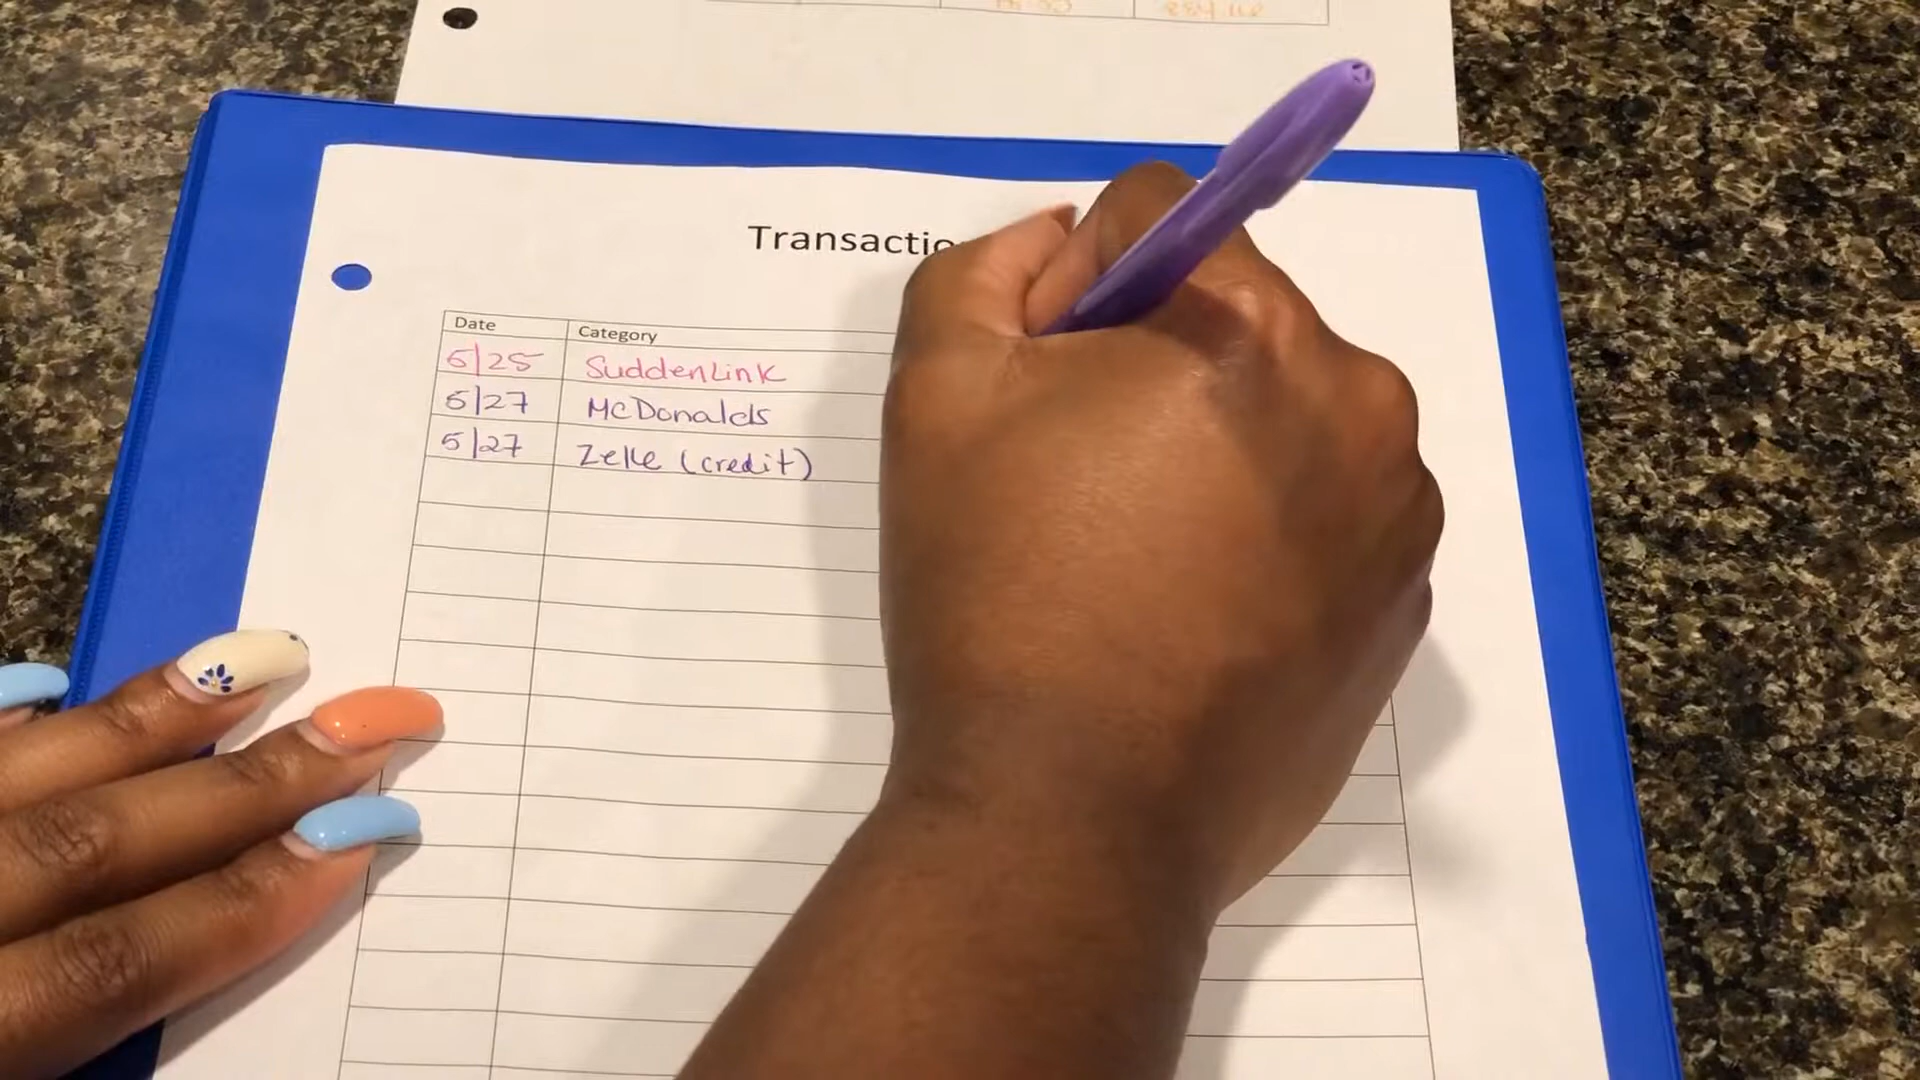 Transactio
Date Category
5/25 SuddenLink
5/27 McDonalds
5/27 Zelle (credit)